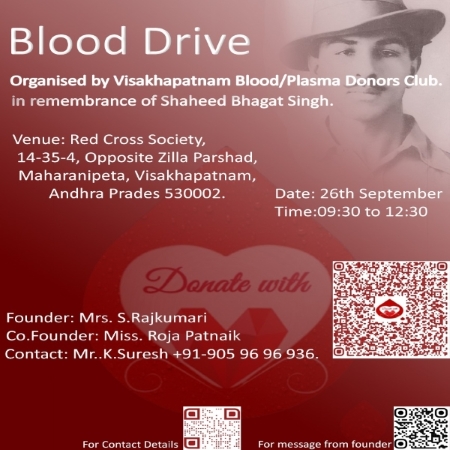 Blood Drive
Organised by Visakhapatnam Blood/Plasma Donors Club.
in remembrance of Shaheed Bhagat Singh.
Venue: Red Cross Society,
14-35-4, Opposite Zilla Parshad,
Maharanipeta, Visakhapatnam,
Andhra Prades 530002.
Date: 26th September
Time:09:30 to 12:30
Donate with
Founder: Mrs. S.Rajkumari
Co.Founder: Miss. Roja Patnaik
Contact: Mr..K.Suresh +91-905 96 96 936.
For Contact Details
For message from founder